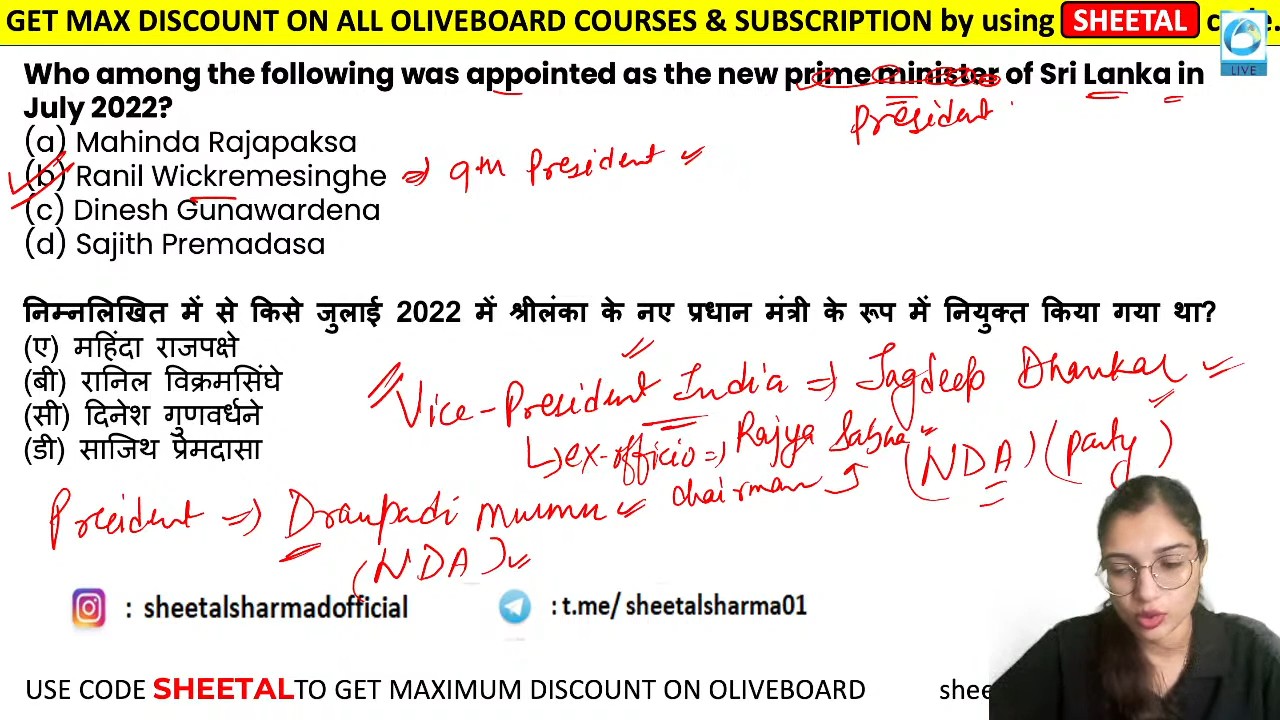 GET MAX DISCOUNT ON ALL OLIVEBOARD COURSES & SUBSCRIPTION by using SHEETAL code.
LIVE
Who among the following was appointed as the new prime minister of Sri Lanka in
July 2022?
President
(a) Mahinda Rajapaksa
(b) Ranil Wickremesinghe => 9th President
(c) Dinesh Gunawardena
(d) Sajith Premadasa
निम्नलिखित में से किसे जुलाई 2022 में श्रीलंका के नए प्रधान मंत्री के रूप में नियुक्त किया गया था?
(ए) महिंदा राजपक्षे
(बी) रानिल विक्रमसिंघे
(सी) दिनेश गुणवर्धने
(डी) साजिथ प्रेमदासा
Vice-President India => Jagdeep Dhankar
ex-officio => Rajya Sabha
chairman
(NDA) (party)
President => Draupadi murmu
(NDA)
: sheetalsharmadofficial
: t.me/ sheetalsharma01
USE CODE SHEETAL TO GET MAXIMUM DISCOUNT ON OLIVEBOARD
shee